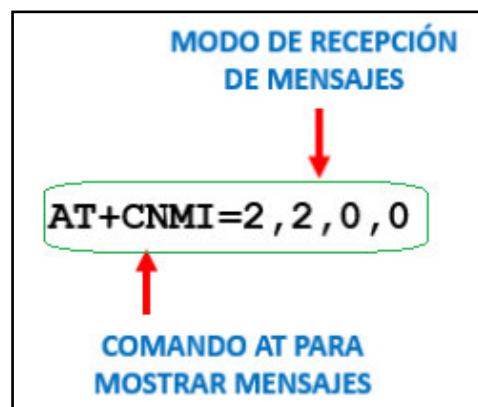 MODO DE RECEPCIÓN
DE MENSAJES
AT+CNMI=2,2,0,0
COMANDO AT PARA
MOSTRAR MENSAJES